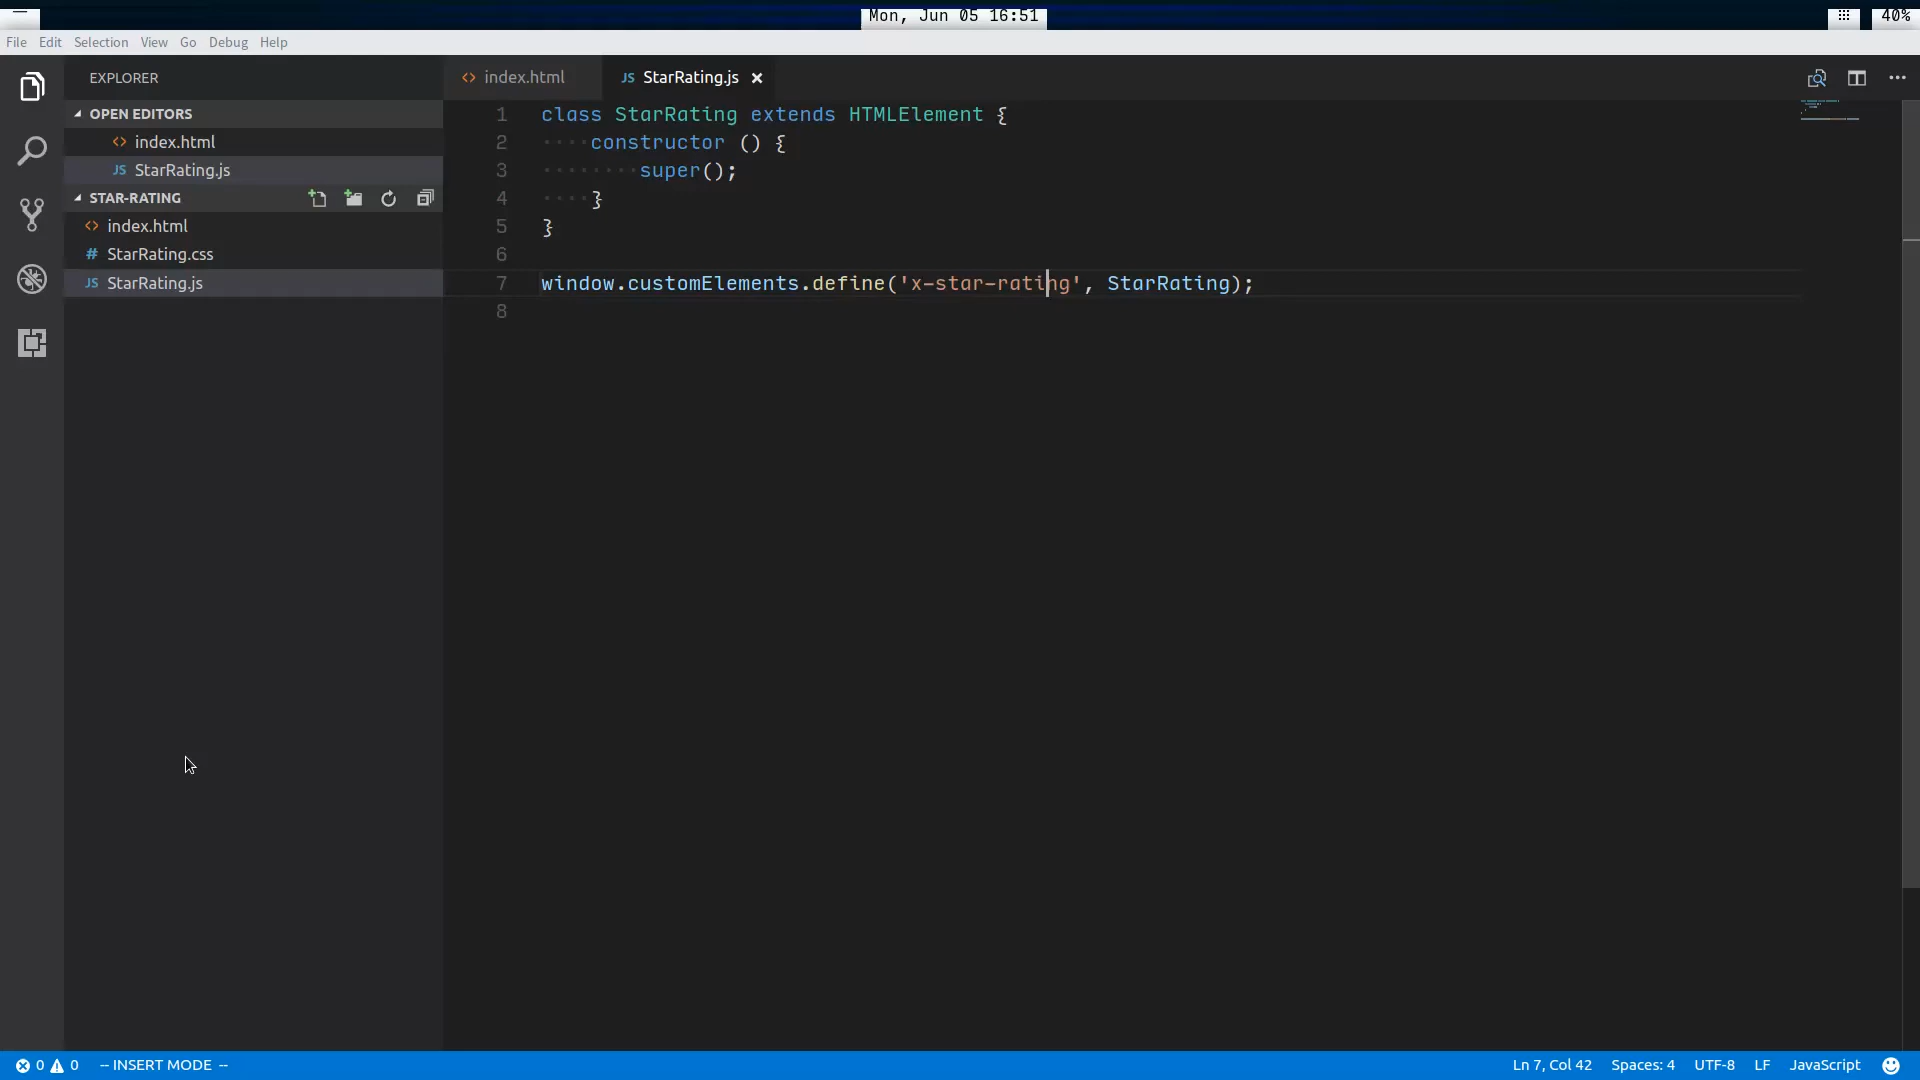 Mon, Jun 05 16:51
40%
File Edit Selection View Go Debug Help
EXPLORER
OPEN EDITORS
<> index.html
JS StarRating.js
STAR-RATING
<> index.html
# StarRating.css
JS StarRating.js
<> index.html
JS StarRating.js ×
1 class StarRating extends HTMLElement {
2 ····constructor () {
3 ········super();
4 ····}
5 }
6
7 window.customElements.define('x-star-rating', StarRating);
8
0 0 -- INSERT MODE --
Ln 7, Col 42 Spaces: 4 UTF-8 LF JavaScript